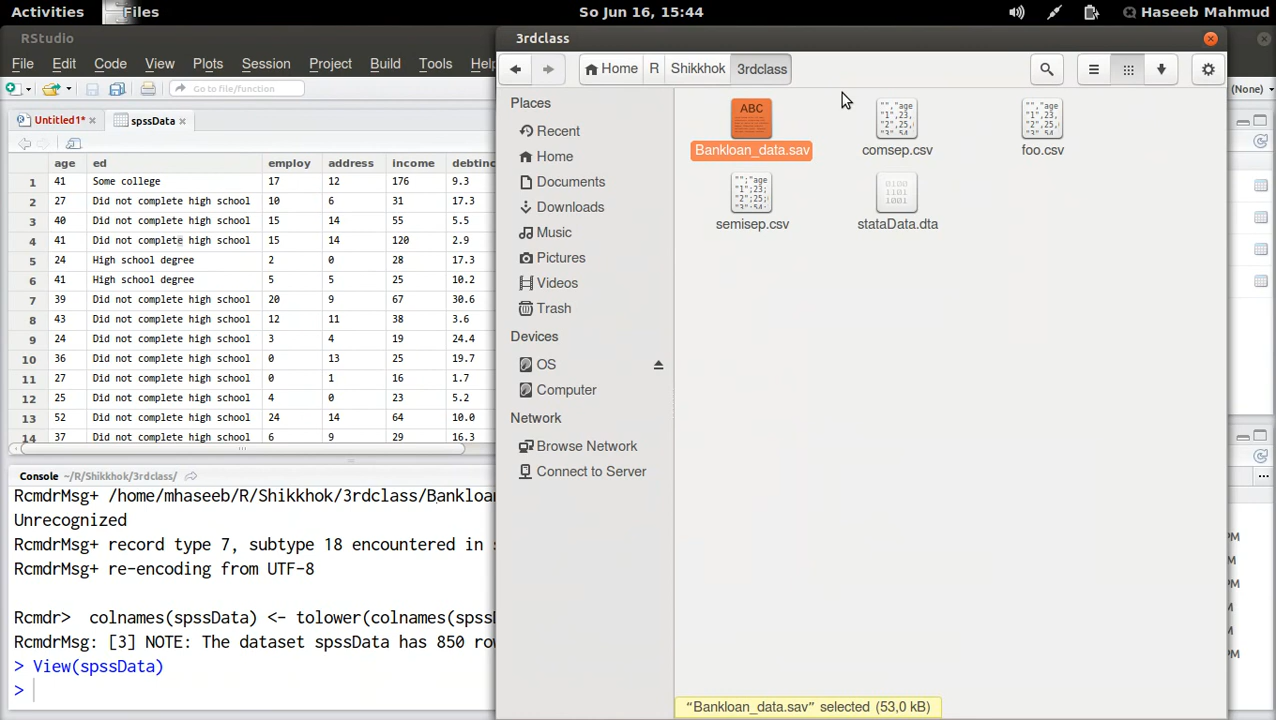 Activities Files So Jun 16, 15:44 Haseeb Mahmud
RStudio
File Edit Code View Plots Session Project Build Tools Help
Go to file/function
(None)
Untitled1* spssData
age ed employ address income debtinc
1 41 Some college 17 12 176 9.3
2 27 Did not complete high school 10 6 31 17.3
3 40 Did not complete high school 15 14 55 5.5
4 41 Did not complete high school 15 14 120 2.9
5 24 High school degree 2 0 28 17.3
6 41 High school degree 5 5 25 10.2
7 39 Did not complete high school 20 9 67 30.6
8 43 Did not complete high school 12 11 38 3.6
9 24 Did not complete high school 3 4 19 24.4
10 36 Did not complete high school 0 13 25 19.7
11 27 Did not complete high school 0 1 16 1.7
12 25 Did not complete high school 4 0 23 5.2
13 52 Did not complete high school 24 14 64 10.0
14 37 Did not complete high school 6 9 29 16.3
Console ~/R/Shikkhok/3rdclass/
RcmdrMsg+ /home/mhaseeb/R/Shikkhok/3rdclass/Bankloan
Unrecognized
RcmdrMsg+ record type 7, subtype 18 encountered in
RcmdrMsg+ re-encoding from UTF-8
Rcmdr> colnames(spssData) <- tolower(colnames(spss
RcmdrMsg: [3] NOTE: The dataset spssData has 850 row
> View(spssData)
>
3rdclass
Home R Shikkhok 3rdclass
Places
Recent
Home
Documents
Downloads
Music
Pictures
Videos
Trash
Devices
OS
Computer
Network
Browse Network
Connect to Server
ABC
Bankloan_data.sav comsep.csv foo.csv
semisep.csv stataData.dta
“Bankloan_data.sav” selected (53,0 kB)